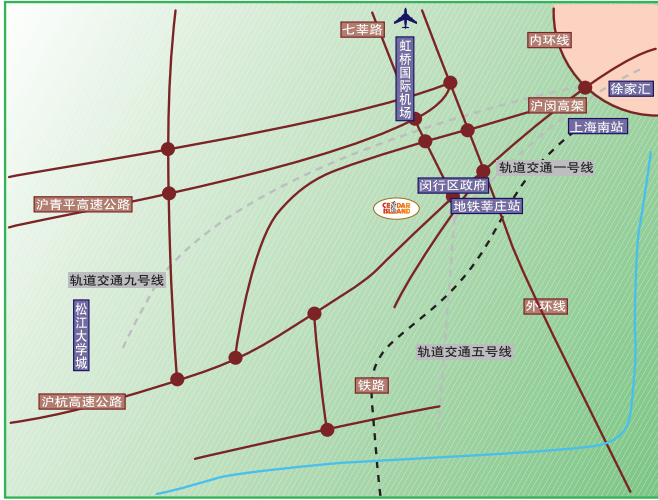 七莘路
虹桥国际机场
内环线
徐家汇
沪闵高架
上海南站
轨道交通一号线
闵行区政府
地铁莘庄站
CEDAR
ISLAND
沪青平高速公路
轨道交通九号线
松江大学城
外环线
轨道交通五号线
铁路
沪杭高速公路